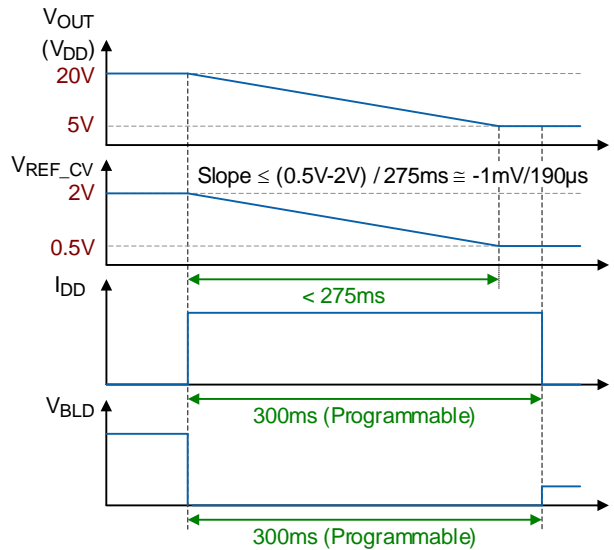 VOUT
(VDD)
20V
5V
VREF_CV
Slope ≤ (0.5V-2V) / 275ms ≅ -1mV/190µs
2V
0.5V
< 275ms
IDD
300ms (Programmable)
VBLD
300ms (Programmable)